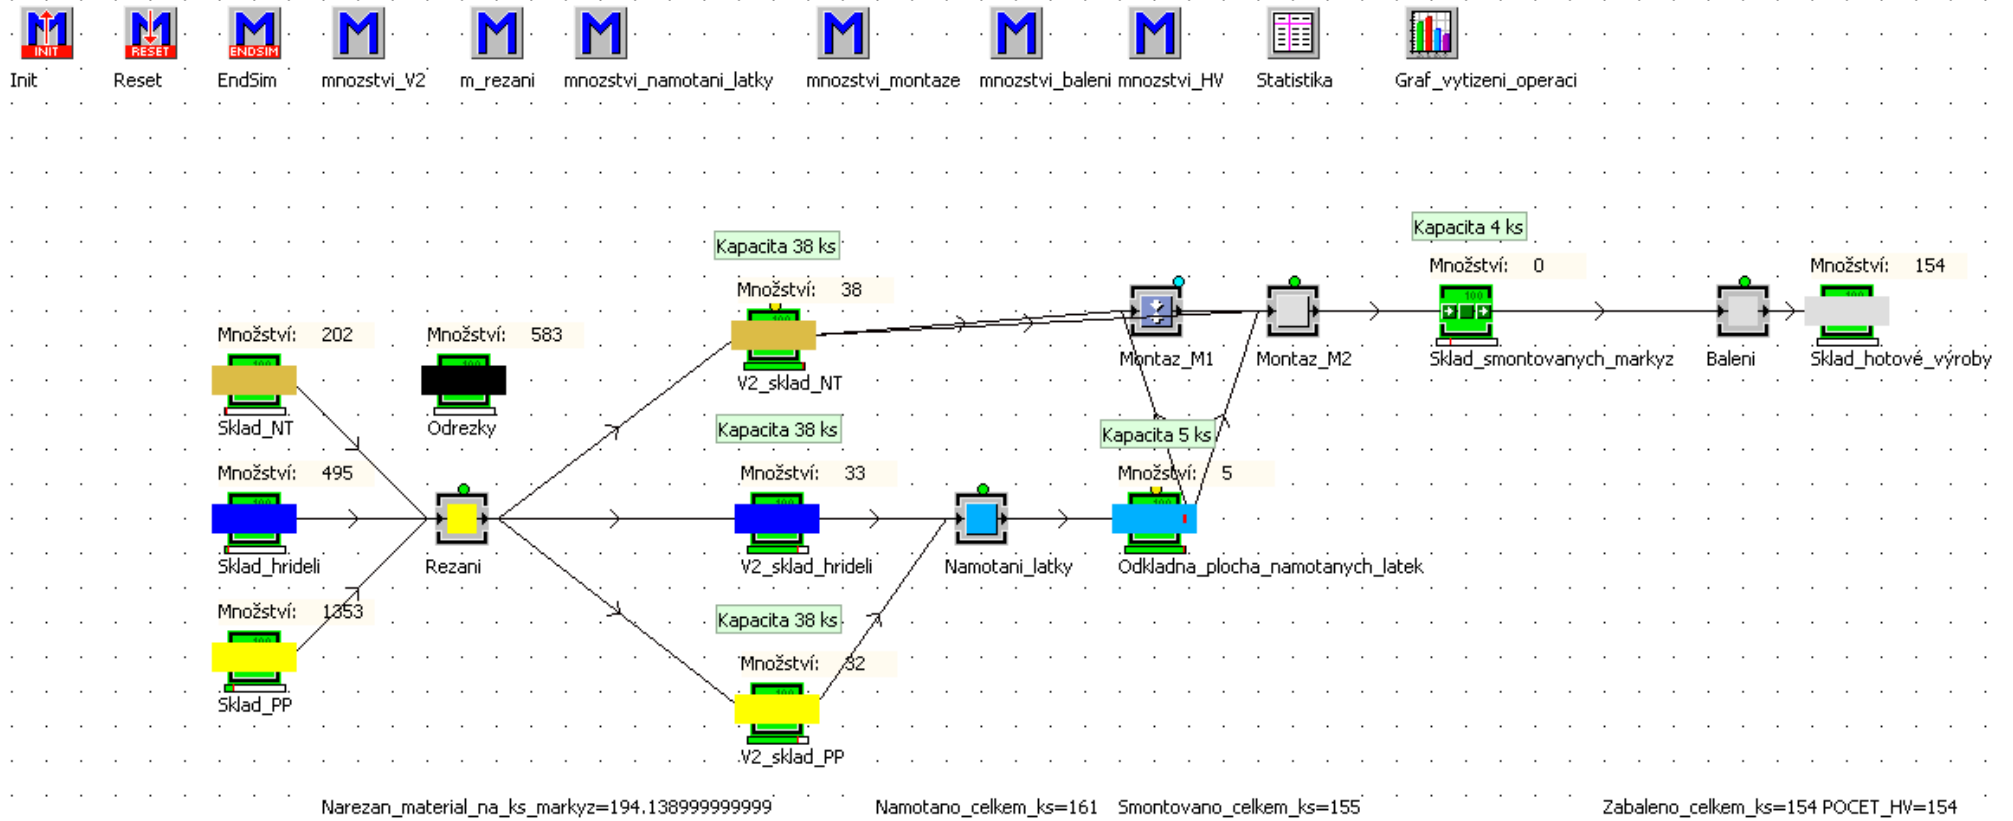 INIT
RESET
ENDSIM
Init
Reset
EndSim
mnozstvi_V2
m_rezani
mnozstvi_namotani_latky
mnozstvi_montaze
mnozstvi_baleni
mnozstvi_HV
Statistika
Graf_vytizeni_operaci
Kapacita 4 ks
Kapacita 38 ks
Množství: 0
Množství: 154
Množství: 38
Množství: 202
Množství: 583
Montaz_M1
Montaz_M2
Sklad_smontovanych_markyz
Baleni
Sklad_hotové_výroby
V2_sklad_NT
Sklad_NT
Odrezky
Kapacita 38 ks
Kapacita 5 ks
Množství: 495
Množství: 33
Množství: 5
Sklad_hrideli
Rezani
V2_sklad_hrideli
Namotani_latky
Odkladna_plocha_namotanych_latek
Množství: 1353
Kapacita 38 ks
Množství: 32
Sklad_PP
V2_sklad_PP
Narezan_material_na_ks_markyz=194.138999999999
Namotano_celkem_ks=161
Smontovano_celkem_ks=155
Zabaleno_celkem_ks=154
POCET_HV=154